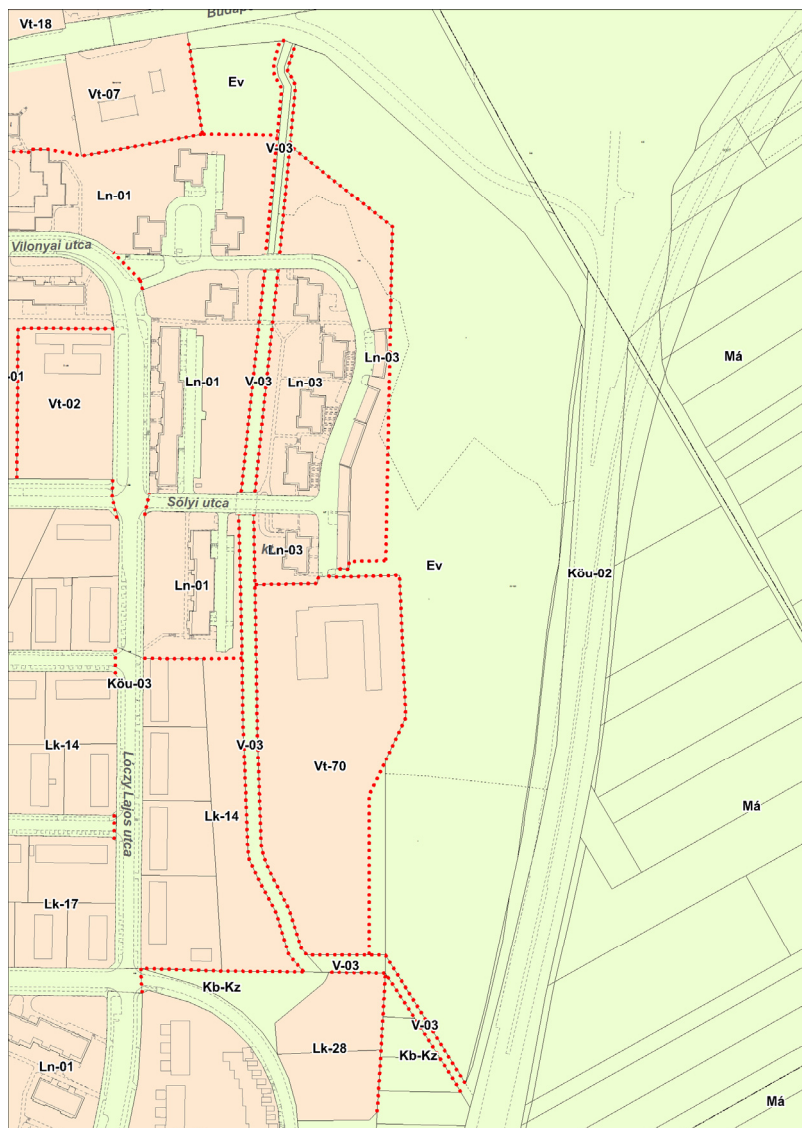 Vt-18
Budap
Ev
Vt-07
V-03
Ln-01
Vilonyai utca
Ln-03
Má
-01
Ln-01
V-03
Ln-03
Vt-02
Sólyi utca
Ln-03
Ln-01
Ev
Köu-02
Köu-03
Lk-14
V-03
Vt-70
Lóczy Lajos utca
Lk-14
Má
Lk-17
V-03
Kb-Kz
V-03
Lk-28
Kb-Kz
Ln-01
Má